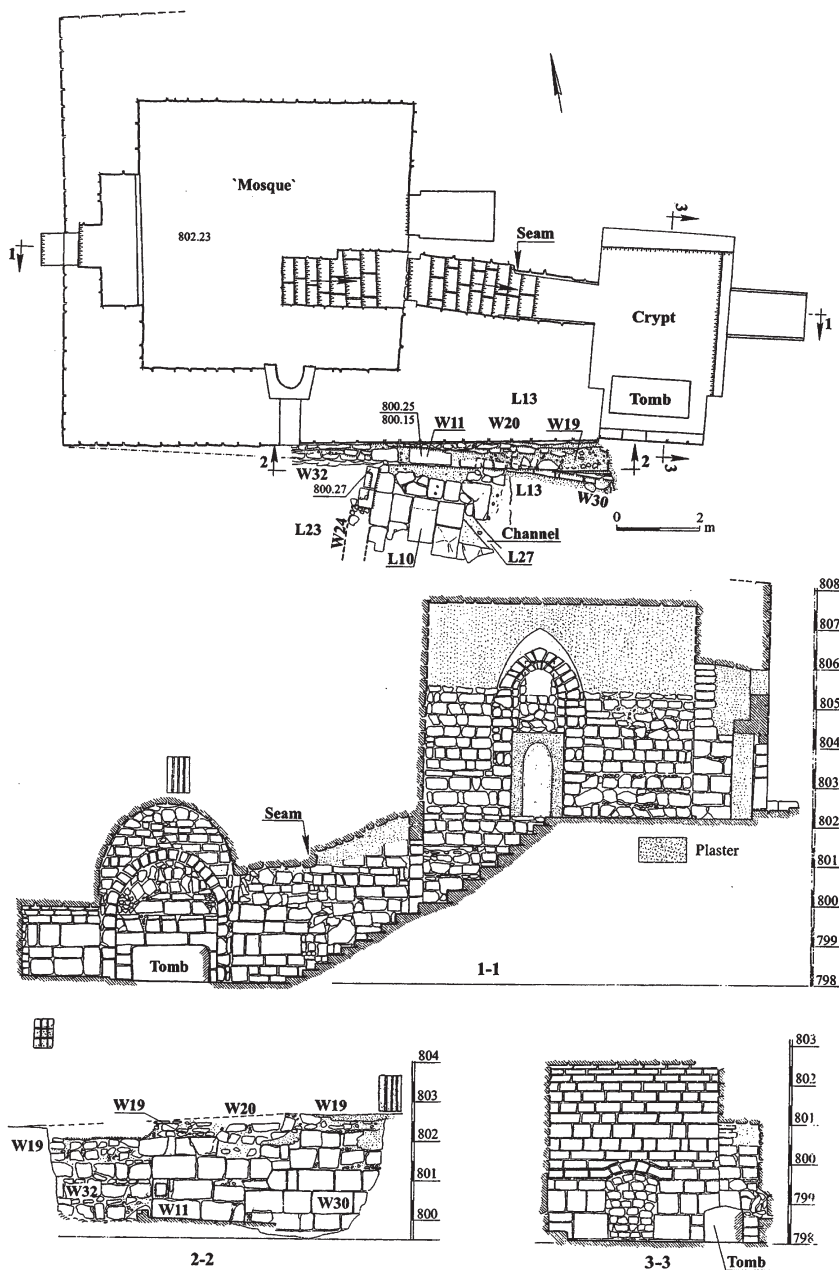 `Mosque`
802.23
Seam
3
1
1
Crypt
Tomb
L13
800.25
800.15
W11
W20
W19
2
2
3
W32
800.27
L13
W30
L23
W24
Channel
L10
L27
0 2
m
808
807
806
805
804
803
802
801
800
799
798
Seam
Plaster
Tomb
1-1
804
803
802
801
800
W19
W20
W19
W19
W32
W11
W30
2-2
803
802
801
800
799
798
3-3
Tomb